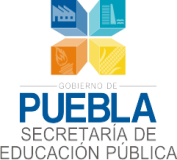 GOBIERNO DE
PUEBLA
SECRETARÍA DE
EDUCACIÓN PÚBLICA